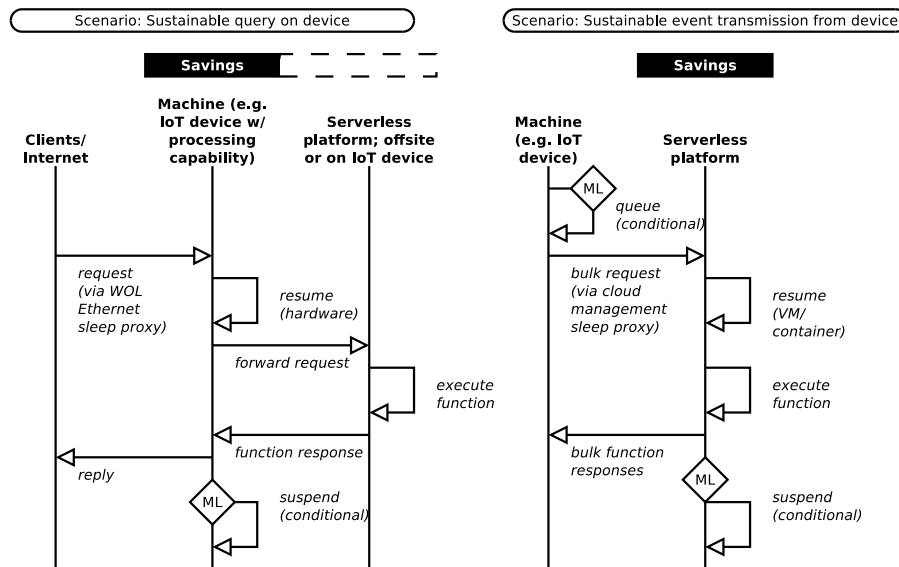 Scenario: Sustainable query on device
Savings
Clients/
Internet
Machine (e.g.
IoT device w/
processing
capability)
Serverless
platform; offsite
or on IoT device
request
(via WOL
Ethernet
sleep proxy)
resume
(hardware)
forward request
execute
function
function response
reply
ML
suspend
(conditional)
Scenario: Sustainable event transmission from device
Savings
Machine
(e.g. IoT
device)
Serverless
platform
ML
queue
(conditional)
bulk request
(via cloud
management
sleep proxy)
resume
(VM/
container)
execute
function
bulk function
responses
ML
suspend
(conditional)